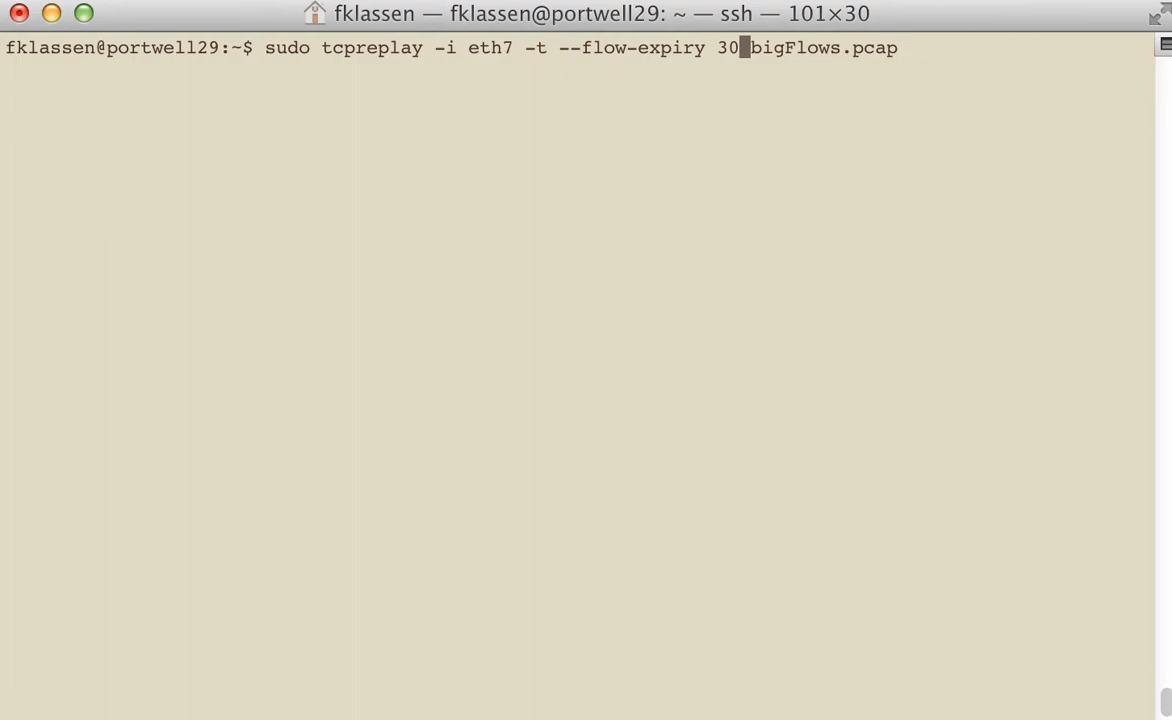 fklassen — fklassen@portwell29: ~ — ssh — 101×30
fklassen@portwell29:~$ sudo tcpreplay -i eth7 -t --flow-expiry 30 bigFlows.pcap